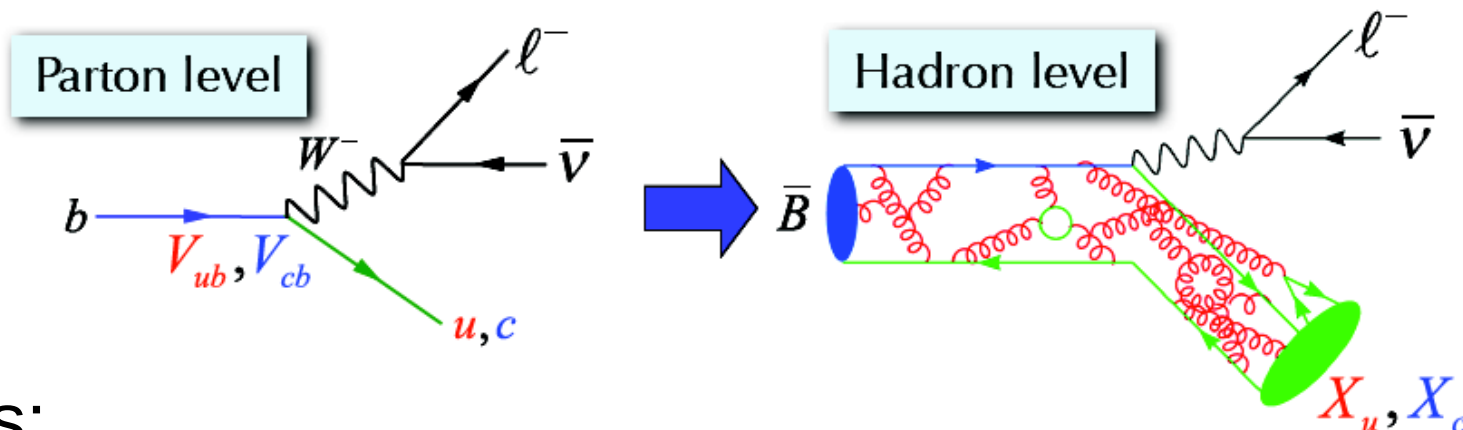 Parton level
ℓ⁻
W⁻
ν̄
b
V_ub, V_cb
u, c
Hadron level
ℓ⁻
ν̄
B̄
X_u, X_c
s: